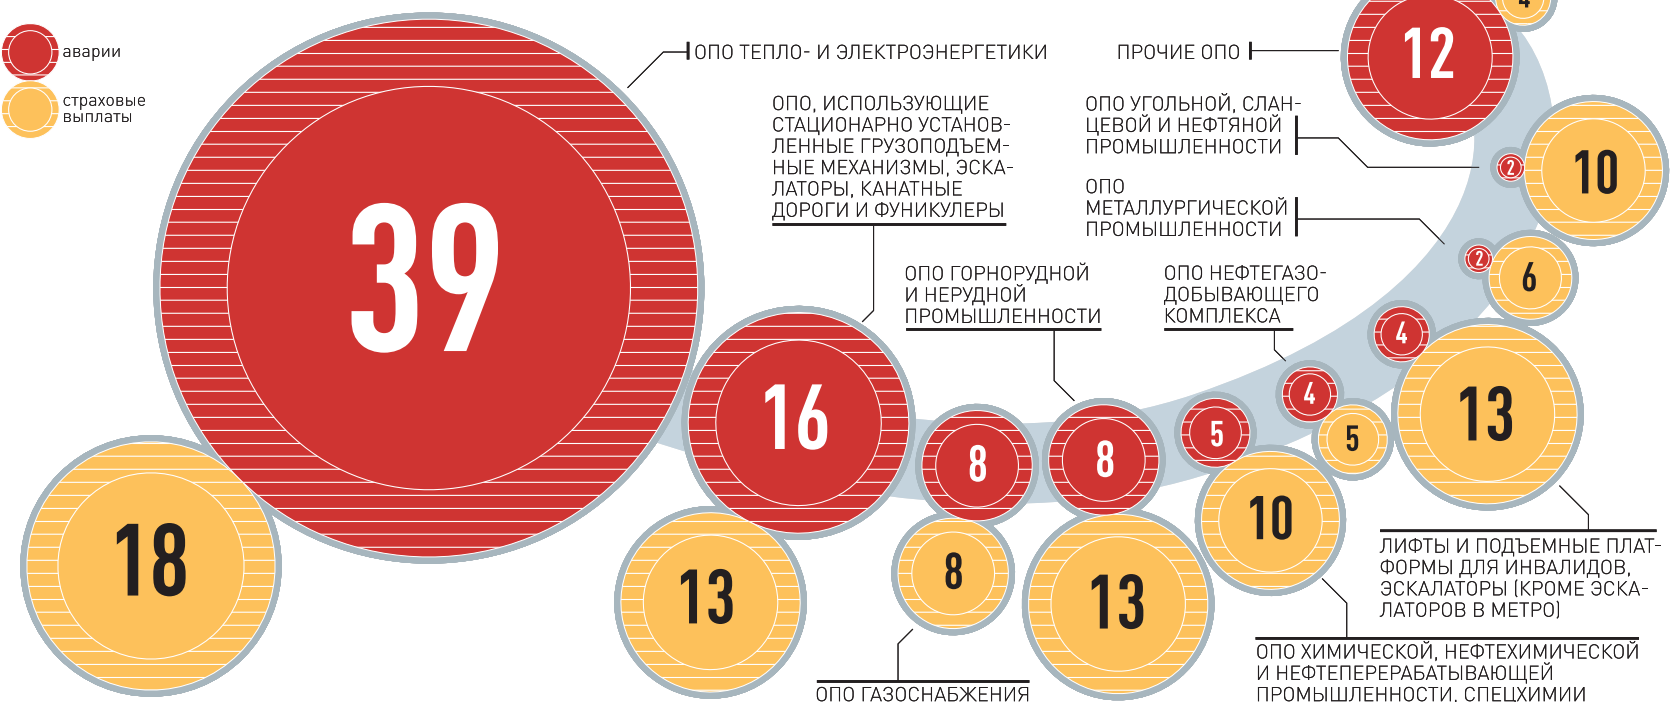 аварии
страховые
выплаты
ОПО ТЕПЛО- И ЭЛЕКТРОЭНЕРГЕТИКИ
39
18
ОПО, ИСПОЛЬЗУЮЩИЕ
СТАЦИОНАРНО УСТАНОВ-
ЛЕННЫЕ ГРУЗОПОДЪЕМ-
НЫЕ МЕХАНИЗМЫ, ЭСКА-
ЛАТОРЫ, КАНАТНЫЕ
ДОРОГИ И ФУНИКУЛЕРЫ
16
13
8
8
ОПО ГАЗОСНАБЖЕНИЯ
ОПО ГОРНОРУДНОЙ
И НЕРУДНОЙ
ПРОМЫШЛЕННОСТИ
8
13
5
10
ОПО ХИМИЧЕСКОЙ, НЕФТЕХИМИЧЕСКОЙ
И НЕФТЕПЕРЕРАБАТЫВАЮЩЕЙ
ПРОМЫШЛЕННОСТИ, СПЕЦХИМИИ
ОПО НЕФТЕГАЗО-
ДОБЫВАЮЩЕГО
КОМПЛЕКСА
4
5
4
13
ЛИФТЫ И ПОДЪЕМНЫЕ ПЛАТ-
ФОРМЫ ДЛЯ ИНВАЛИДОВ,
ЭСКАЛАТОРЫ (КРОМЕ ЭСКА-
ЛАТОРОВ В МЕТРО)
ОПО
МЕТАЛЛУРГИЧЕСКОЙ
ПРОМЫШЛЕННОСТИ
2
6
ОПО УГОЛЬНОЙ, СЛАН-
ЦЕВОЙ И НЕФТЯНОЙ
ПРОМЫШЛЕННОСТИ
2
10
ПРОЧИЕ ОПО
12
4